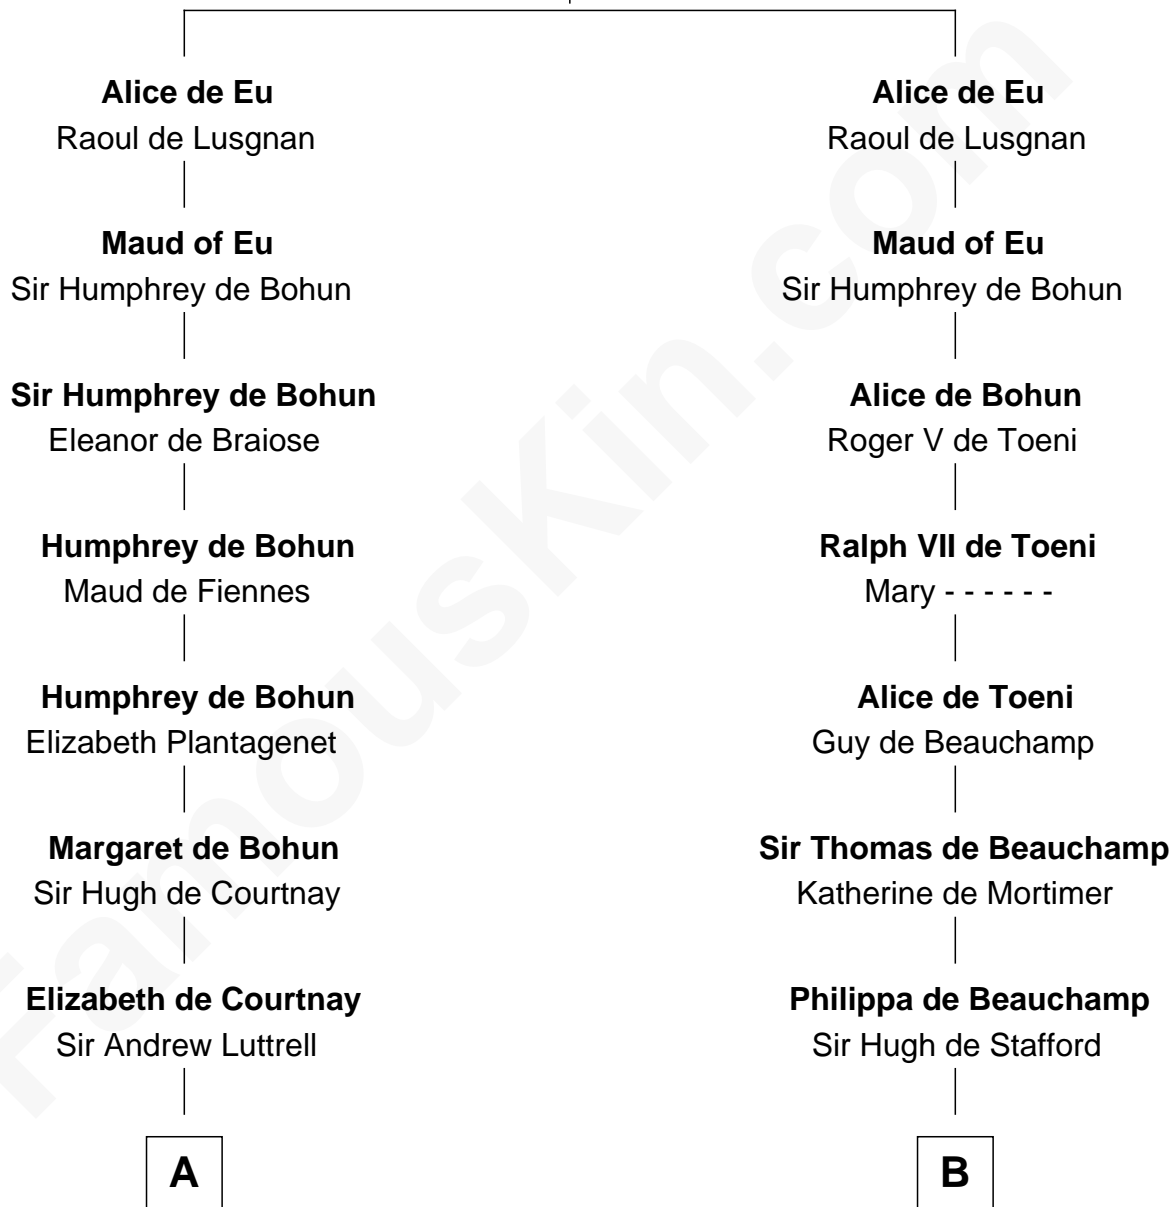 Alice de Eu
Raoul de Lusgnan
Maud of Eu
Sir Humphrey de Bohun
Sir Humphrey de Bohun
Eleanor de Braiose
Humphrey de Bohun
Maud de Fiennes
Humphrey de Bohun
Elizabeth Plantagenet
Margaret de Bohun
Sir Hugh de Courtnay
Elizabeth de Courtnay
Sir Andrew Luttrell
A
Alice de Eu
Raoul de Lusgnan
Maud of Eu
Sir Humphrey de Bohun
Alice de Bohun
Roger V de Toeni
Ralph VII de Toeni
Mary - - - - - -
Alice de Toeni
Guy de Beauchamp
Sir Thomas de Beauchamp
Katherine de Mortimer
Philippa de Beauchamp
Sir Hugh de Stafford
B
FamousKin.com